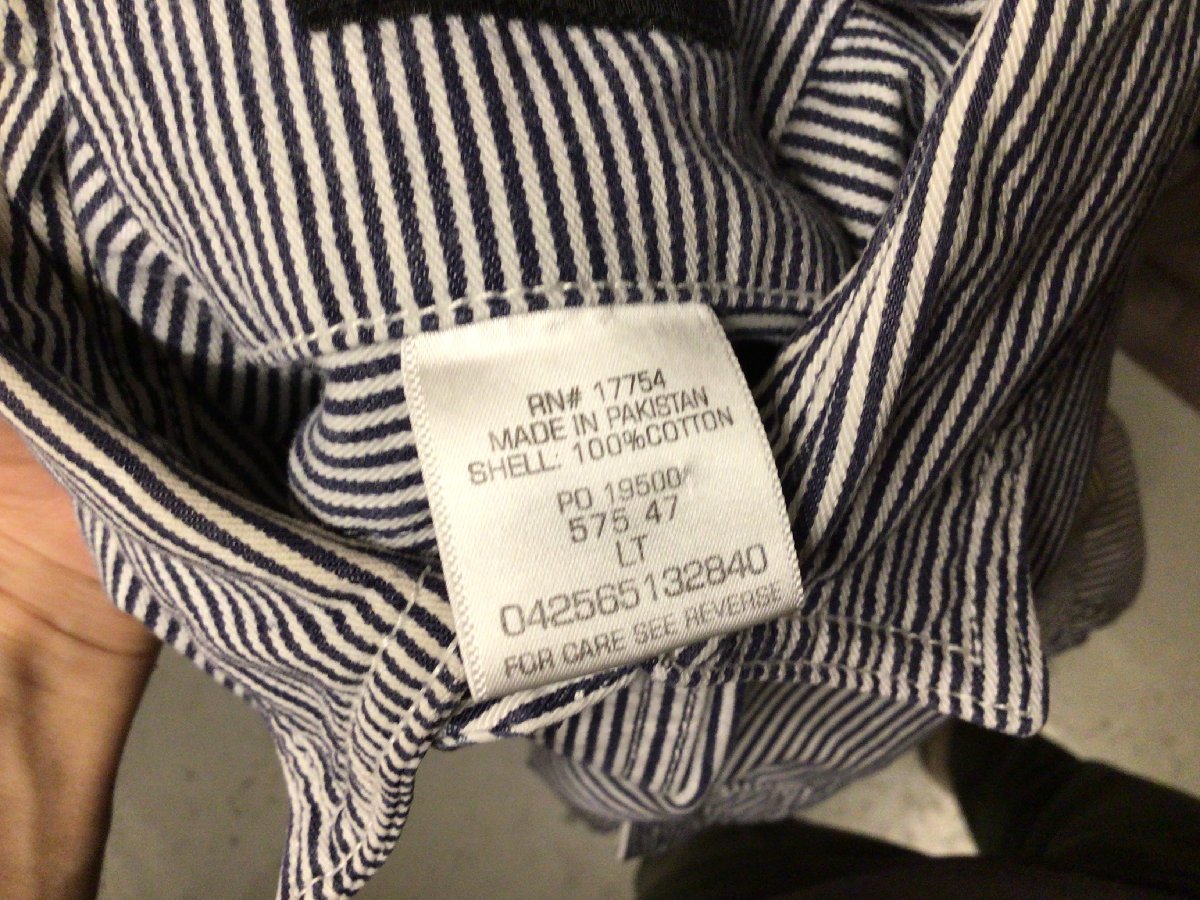 RN# 17754
MADE IN PAKISTAN
SHELL: 100%COTTON
PO 19500
575 47
LT
042565132840
FOR CARE SEE REVERSE